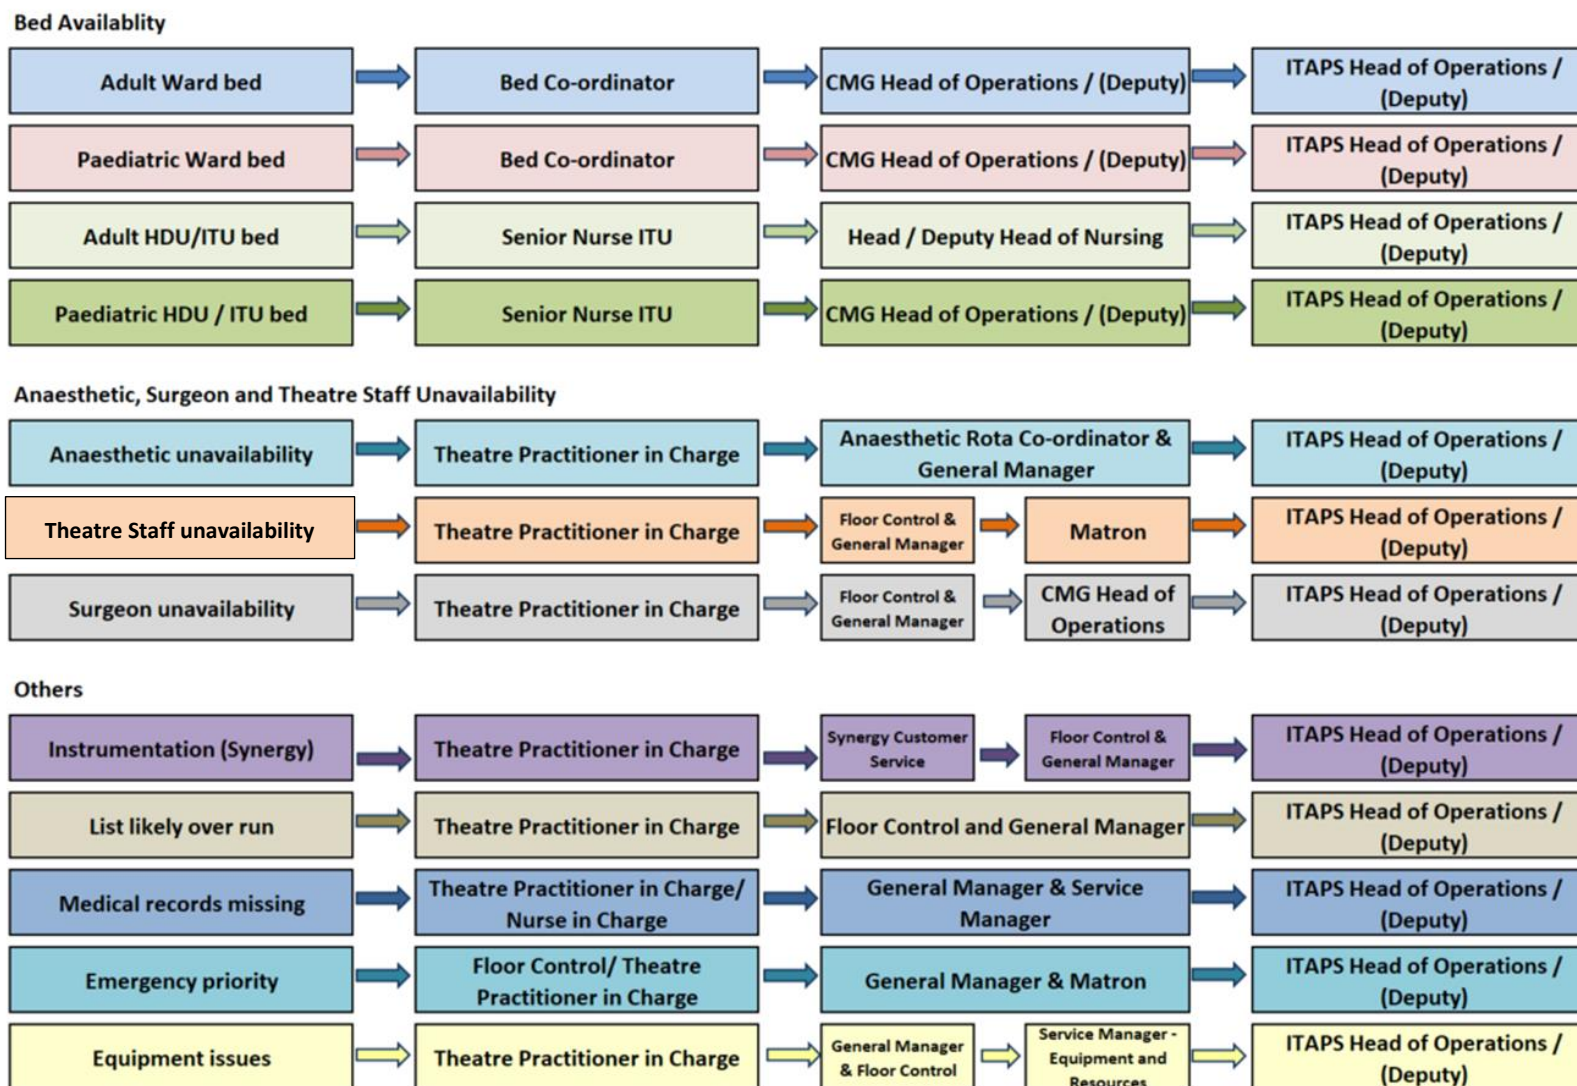 Bed Availablity
Adult Ward bed
Bed Co-ordinator
CMG Head of Operations / (Deputy)
ITAPS Head of Operations /
(Deputy)
Paediatric Ward bed
Bed Co-ordinator
CMG Head of Operations / (Deputy)
ITAPS Head of Operations /
(Deputy)
Adult HDU/ITU bed
Senior Nurse ITU
Head / Deputy Head of Nursing
ITAPS Head of Operations /
(Deputy)
Paediatric HDU / ITU bed
Senior Nurse ITU
CMG Head of Operations / (Deputy)
ITAPS Head of Operations /
(Deputy)
Anaesthetic, Surgeon and Theatre Staff Unavailability
Anaesthetic unavailability
Theatre Practitioner in Charge
Anaesthetic Rota Co-ordinator &
General Manager
ITAPS Head of Operations /
(Deputy)
Theatre Staff unavailability
Theatre Practitioner in Charge
Floor Control &
General Manager
Matron
ITAPS Head of Operations /
(Deputy)
Surgeon unavailability
Theatre Practitioner in Charge
Floor Control &
General Manager
CMG Head of
Operations
ITAPS Head of Operations /
(Deputy)
Others
Instrumentation (Synergy)
Theatre Practitioner in Charge
Synergy Customer
Service
Floor Control &
General Manager
ITAPS Head of Operations /
(Deputy)
List likely over run
Theatre Practitioner in Charge
Floor Control and General Manager
ITAPS Head of Operations /
(Deputy)
Medical records missing
Theatre Practitioner in Charge/
Nurse in Charge
General Manager & Service
Manager
ITAPS Head of Operations /
(Deputy)
Emergency priority
Floor Control/ Theatre
Practitioner in Charge
General Manager & Matron
ITAPS Head of Operations /
(Deputy)
Equipment issues
Theatre Practitioner in Charge
General Manager
& Floor Control
Service Manager -
Equipment and
Resources
ITAPS Head of Operations /
(Deputy)